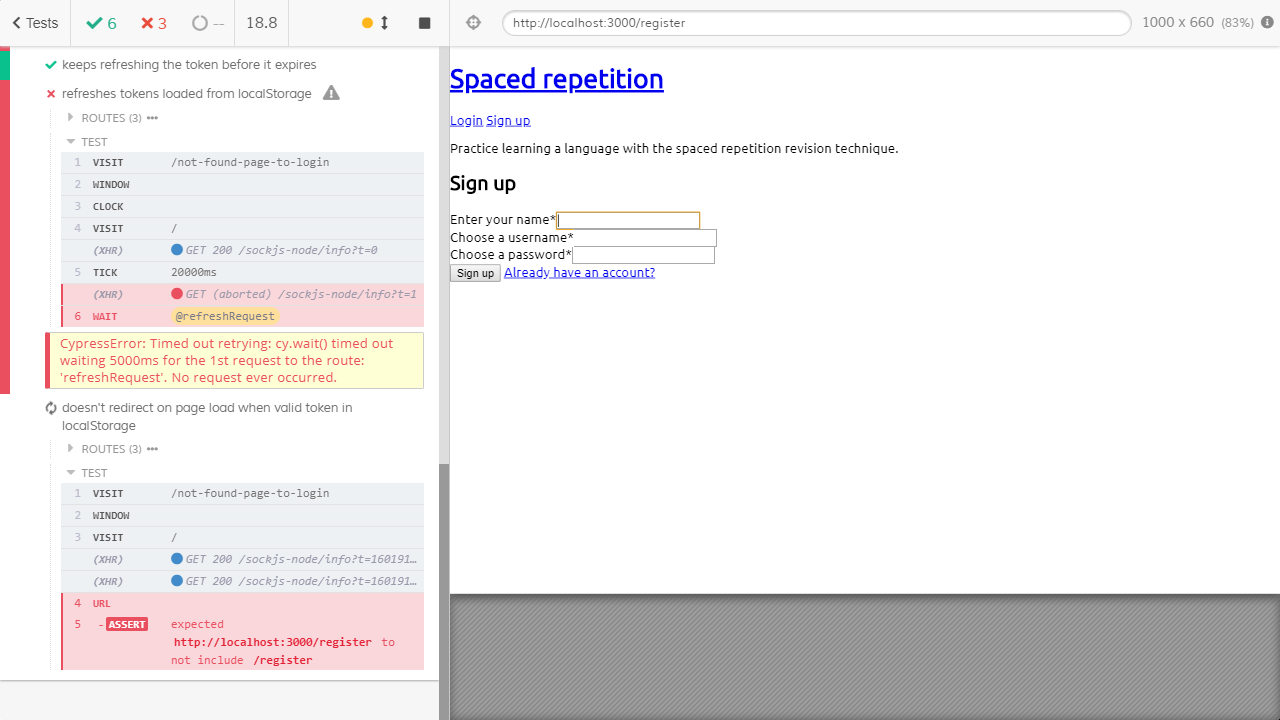 Tests 6 3 -- 18.8
http://localhost:3000/register 1000 x 660 (83%)
keeps refreshing the token before it expires
refreshes tokens loaded from localStorage
ROUTES (3)
TEST
1 VISIT /not-found-page-to-login
2 WINDOW
3 CLOCK
4 VISIT /
(XHR) GET 200 /sockjs-node/info?t=0
5 TICK 20000ms
(XHR) GET (aborted) /sockjs-node/info?t=1
6 WAIT @refreshRequest
CypressError: Timed out retrying: cy.wait() timed out
waiting 5000ms for the 1st request to the route:
'refreshRequest'. No request ever occurred.
doesn't redirect on page load when valid token in
localStorage
ROUTES (3)
TEST
1 VISIT /not-found-page-to-login
2 WINDOW
3 VISIT /
(XHR) GET 200 /sockjs-node/info?t=160191…
(XHR) GET 200 /sockjs-node/info?t=160191…
4 URL
5 -ASSERT expected
http://localhost:3000/register to
not include /register
Spaced repetition
Login Sign up
Practice learning a language with the spaced repetition revision technique.
Sign up
Enter your name*
Choose a username*
Choose a password*
Sign up Already have an account?